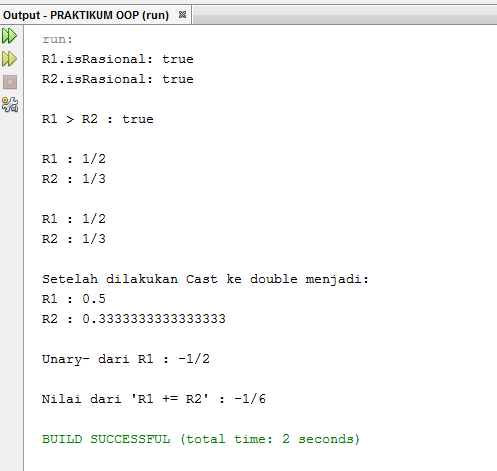 Output - PRAKTIKUM OOP (run)
run:
R1.isRasional: true
R2.isRasional: true
R1 > R2 : true
R1 : 1/2
R2 : 1/3
R1 : 1/2
R2 : 1/3
Setelah dilakukan Cast ke double menjadi:
R1 : 0.5
R2 : 0.3333333333333333
Unary- dari R1 : -1/2
Nilai dari 'R1 += R2' : -1/6
BUILD SUCCESSFUL (total time: 2 seconds)